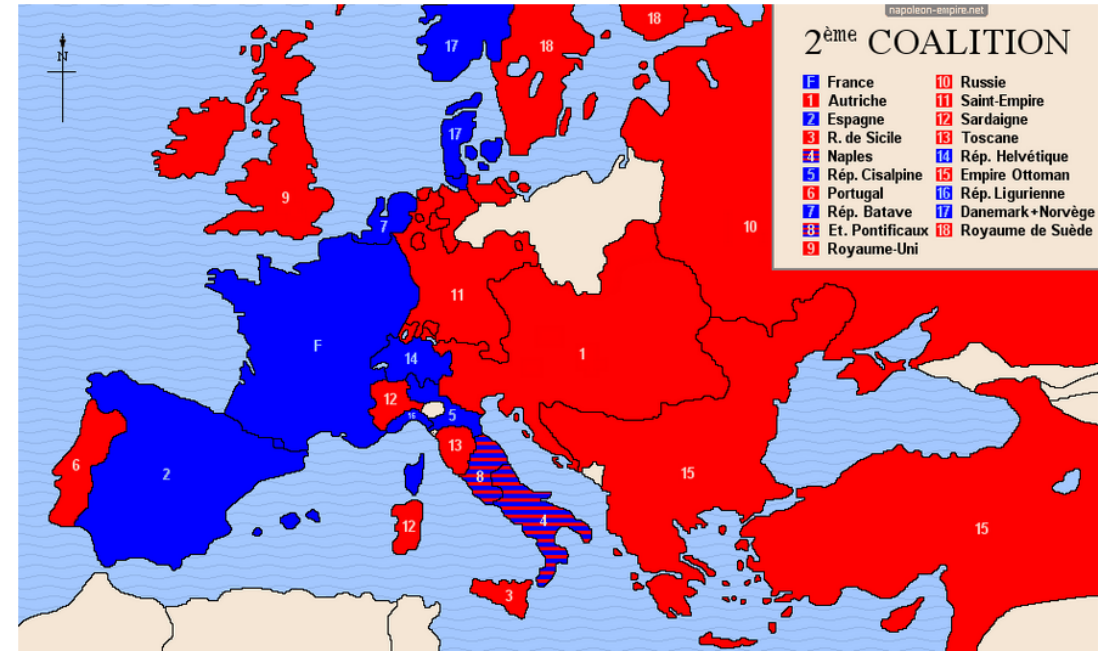 napoleon-empire.net
2ème COALITION
F France
1 Autriche
2 Espagne
3 R. de Sicile
4 Naples
5 Rép. Cisalpine
6 Portugal
7 Rép. Batave
8 Et. Pontificaux
9 Royaume-Uni
10 Russie
11 Saint-Empire
12 Sardaigne
13 Toscane
14 Rép. Helvétique
15 Empire Ottoman
16 Rép. Ligurienne
17 Danemark+Norvège
18 Royaume de Suède
N
17
18
18
17
9
7
10
11
F
14
1
12
16
5
13
6
2
8
15
4
12
15
3